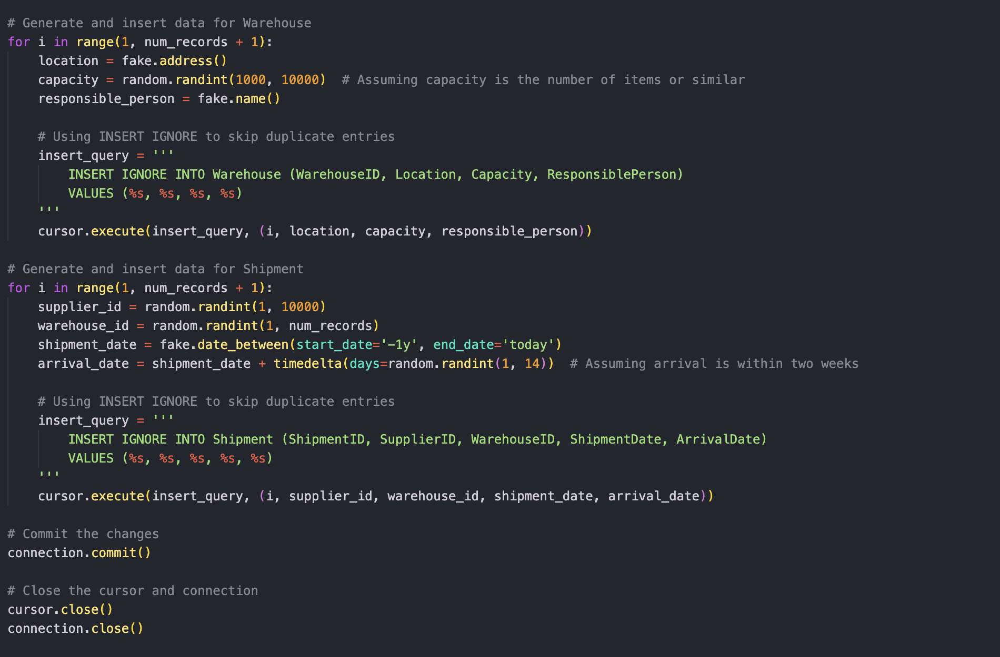 # Generate and insert data for Warehouse
for i in range(1, num_records + 1):
    location = fake.address()
    capacity = random.randint(1000, 10000)  # Assuming capacity is the number of items or similar
    responsible_person = fake.name()

    # Using INSERT IGNORE to skip duplicate entries
    insert_query = '''
        INSERT IGNORE INTO Warehouse (WarehouseID, Location, Capacity, ResponsiblePerson)
        VALUES (%s, %s, %s, %s)
    '''
    cursor.execute(insert_query, (i, location, capacity, responsible_person))

# Generate and insert data for Shipment
for i in range(1, num_records + 1):
    supplier_id = random.randint(1, 10000)
    warehouse_id = random.randint(1, num_records)
    shipment_date = fake.date_between(start_date='-1y', end_date='today')
    arrival_date = shipment_date + timedelta(days=random.randint(1, 14))  # Assuming arrival is within two weeks

    # Using INSERT IGNORE to skip duplicate entries
    insert_query = '''
        INSERT IGNORE INTO Shipment (ShipmentID, SupplierID, WarehouseID, ShipmentDate, ArrivalDate)
        VALUES (%s, %s, %s, %s, %s)
    '''
    cursor.execute(insert_query, (i, supplier_id, warehouse_id, shipment_date, arrival_date))

# Commit the changes
connection.commit()

# Close the cursor and connection
cursor.close()
connection.close()